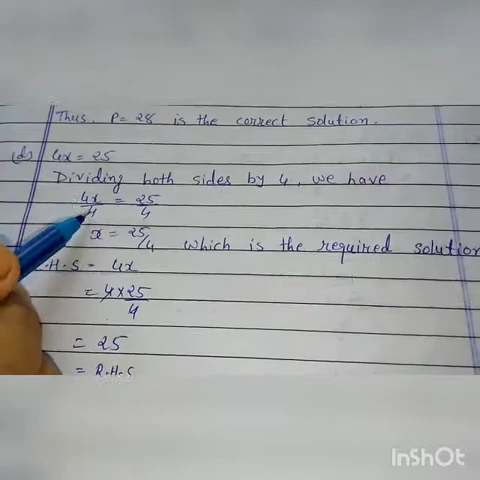 Thus, P = 28 is the correct solution.
(d) 4x = 25
Dividing both sides by 4, we have
4x/4 = 25/4
x = 25/4 which is the required solution
.H.S = 4x
= 4 × 25/4
= 25
= R.H.S
InShOt